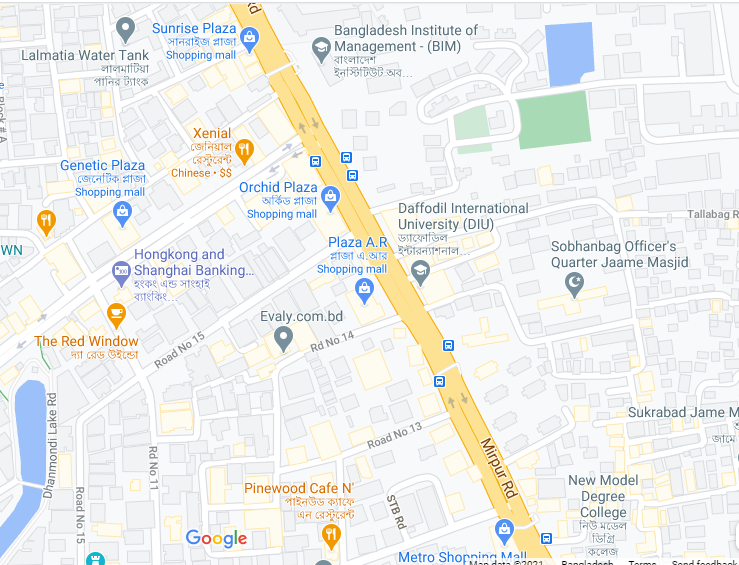 Rd
Sunrise Plaza
সানরাইজ প্লাজা
Shopping mall
Bangladesh Institute of
Management - (BIM)
বাংলাদেশ
ইনস্টিটিউট অব...
Lalmatia Water Tank
লালমাটিয়া
পানির ট্যাংক
Block # A
Xenial
জেনিয়াল
রেস্টুরেন্ট
Chinese • $$
Genetic Plaza
জেনেটিক প্লাজা
Shopping mall
Orchid Plaza
অর্কিড প্লাজা
Shopping mall
Daffodil International
University (DIU)
ড্যাফোডিল
ইন্টারন্যাশনাল...
Tallabag R
Plaza A.R
প্লাজা এ.আর
Shopping mall
Sobhanbag Officer's
Quarter Jaame Masjid
WN
Hongkong and
Shanghai Banking...
হংকং এন্ড সাংহাই
ব্যাংকিং...
Evaly.com.bd
The Red Window
দ্যা রেড উইন্ডো
Road No 15
Rd No 14
Dhanmondi Lake Rd
Sukrabad Jame M
জামে
Road No 13
Mirpur Rd
Rd No 11
Road No 15
Pinewood Cafe N'
পাইনউড ক্যাফে
এন রেস্টুরেন্ট
STB Rd
New Model
Degree
College
নিউ মডেল
ডিগ্রি
কলেজ
Google
Metro Shopping Mall
Map data ©2021
Bangladesh
Terms
Send feedback